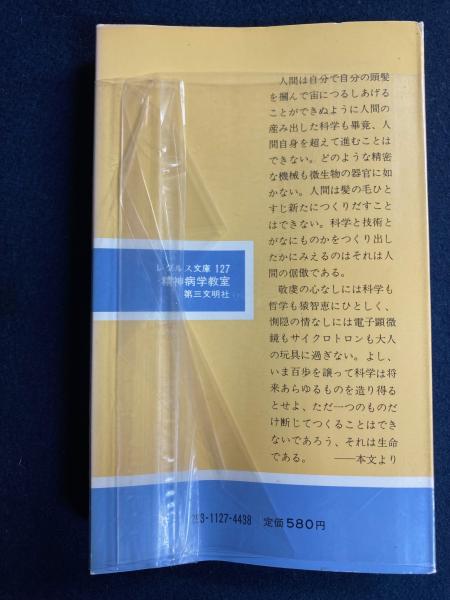 人間は自分で自分の頭髪
を摑んで宙につるしあげる
ことができぬように人間の
産み出した科学も畢竟、人
間自身を超えて進むことは
できない。どのような精密
な機械も微生物の器官に如
かない。人間は髪の毛ひと
すじ新たにつくりだすこと
はできない。科学と技術と
がなにものかをつくり出し
たかにみえるのはそれは人
間の倨傲である。
敬虔の心なしには科学も
哲学も猿智恵にひとしく、
惻隠の情なしには電子顕微
鏡もサイクロトロンも大人
の玩具に過ぎない。よし、
いま百歩を譲って科学は将
来あらゆるものを造り得る
とせよ、ただ一つのものだ
け断じてつくることはでき
ないであろう、それは生命
である。 ──本文より
レグルス文庫 127
精神病学教室
第三文明社
3-1127-4438 定価580円